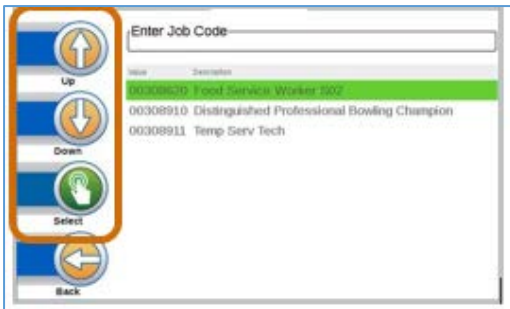 Enter Job Code
Up
Value Description
00308620 Food Service Worker S02
00308910 Distinguished Professional Bowling Champion
00308911 Temp Serv Tech
Down
Select
Back